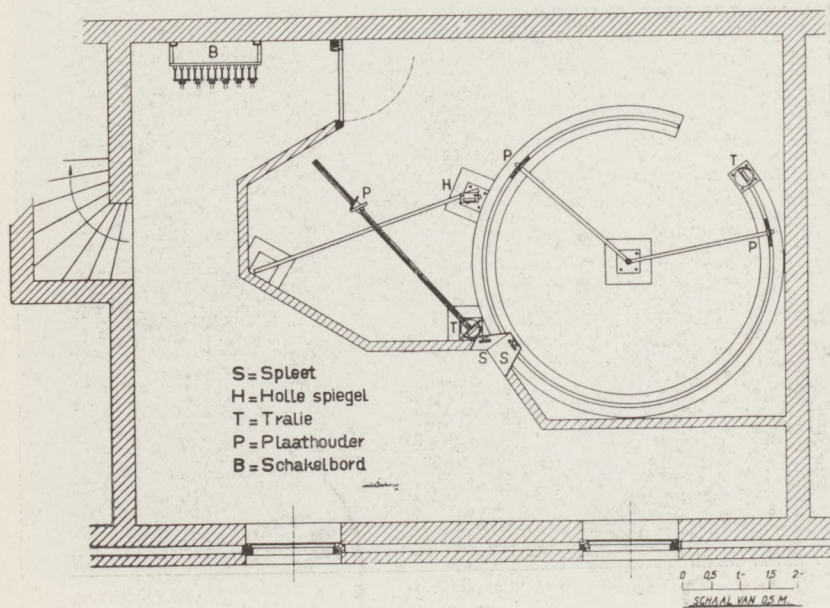 B
P
H
P
T
P
T
S
S
S = Spleet
H = Holle spiegel
T = Tralie
P = Plaathouder
B = Schakelbord
0 0,5 1,- 1,5 2,-
SCHAAL VAN 0,5 M.